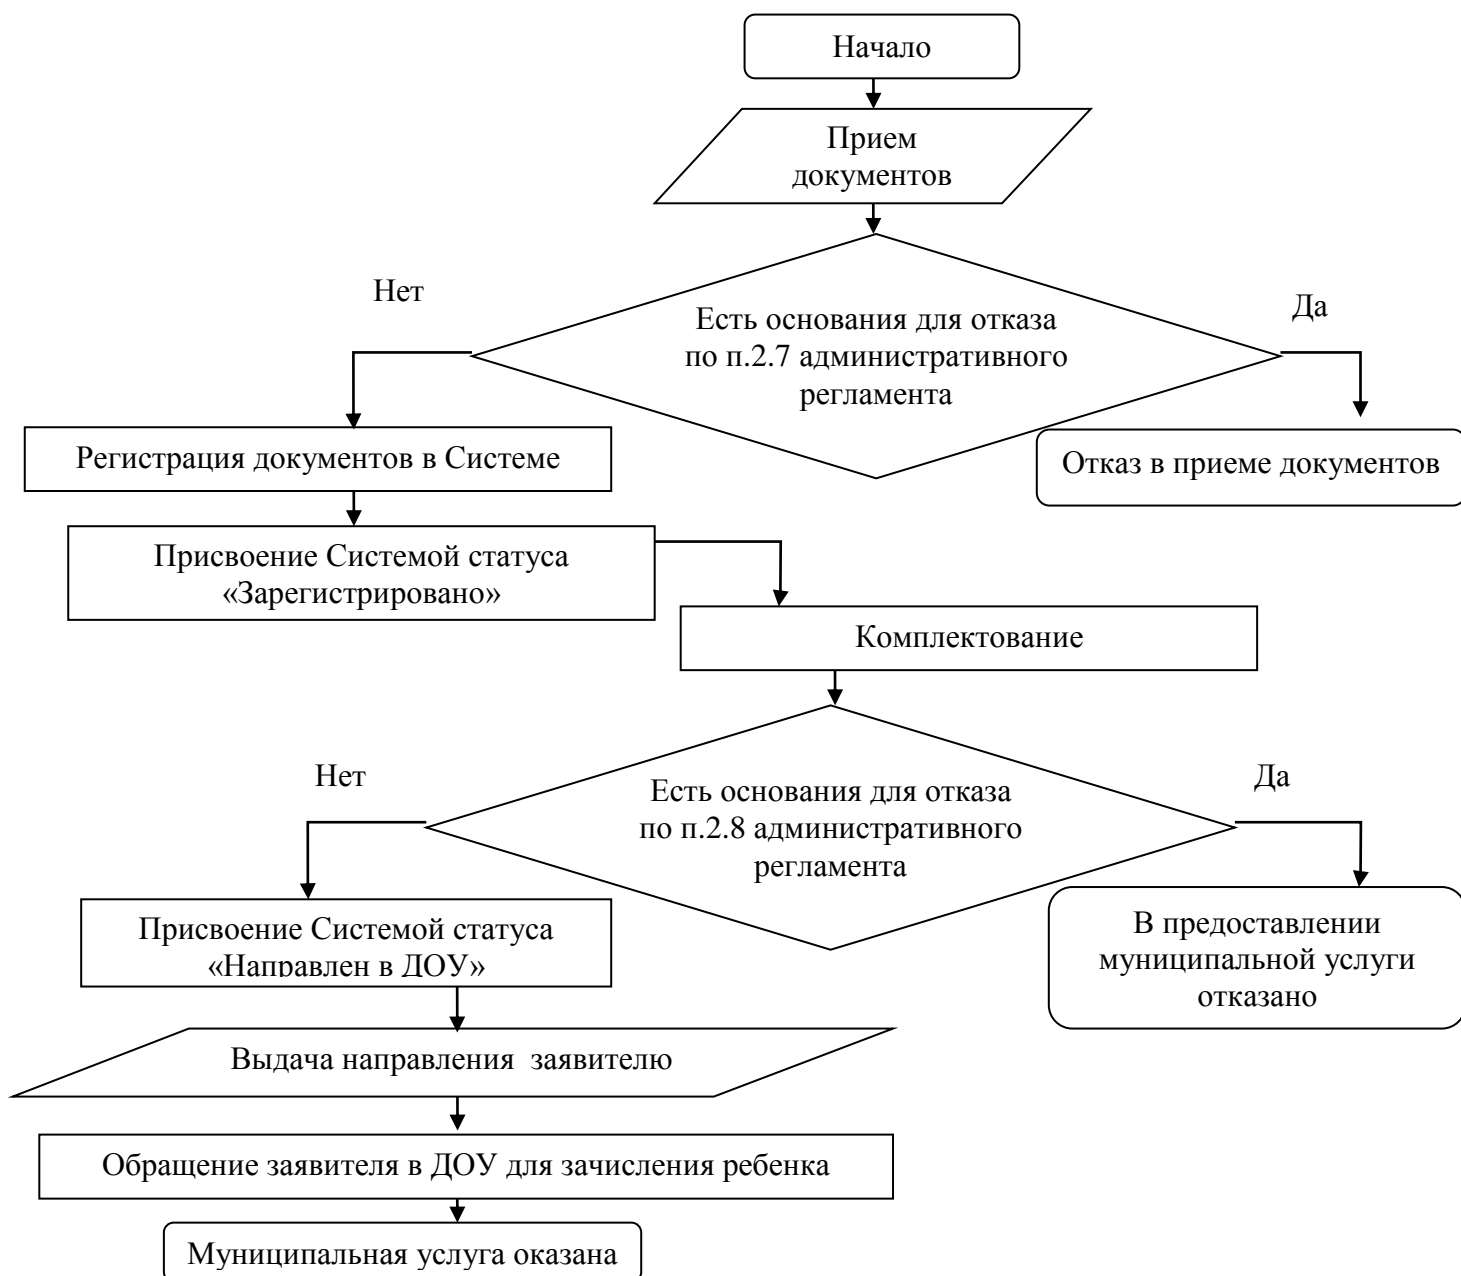 Начало
Прием
документов
Нет
Да
Есть основания для отказа
по п.2.7 административного
регламента
Регистрация документов в Системе
Отказ в приеме документов
Присвоение Системой статуса
«Зарегистрировано»
Комплектование
Нет
Да
Есть основания для отказа
по п.2.8 административного
регламента
Присвоение Системой статуса
«Направлен в ДОУ»
В предоставлении
муниципальной услуги
отказано
Выдача направления заявителю
Обращение заявителя в ДОУ для зачисления ребенка
Муниципальная услуга оказана